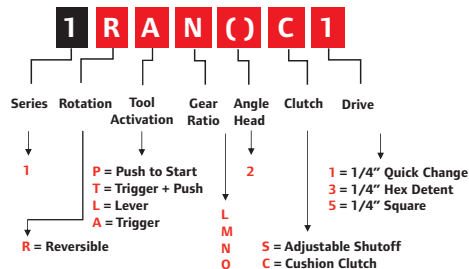 1 R A N ( ) C 1
Series Rotation Tool Activation Gear Ratio Angle Head Clutch Drive
1
P = Push to Start
T = Trigger + Push
L = Lever
A = Trigger
R = Reversible
L
M
N
O
2
S = Adjustable Shutoff
C = Cushion Clutch
1 = 1/4” Quick Change
3 = 1/4” Hex Detent
5 = 1/4” Square